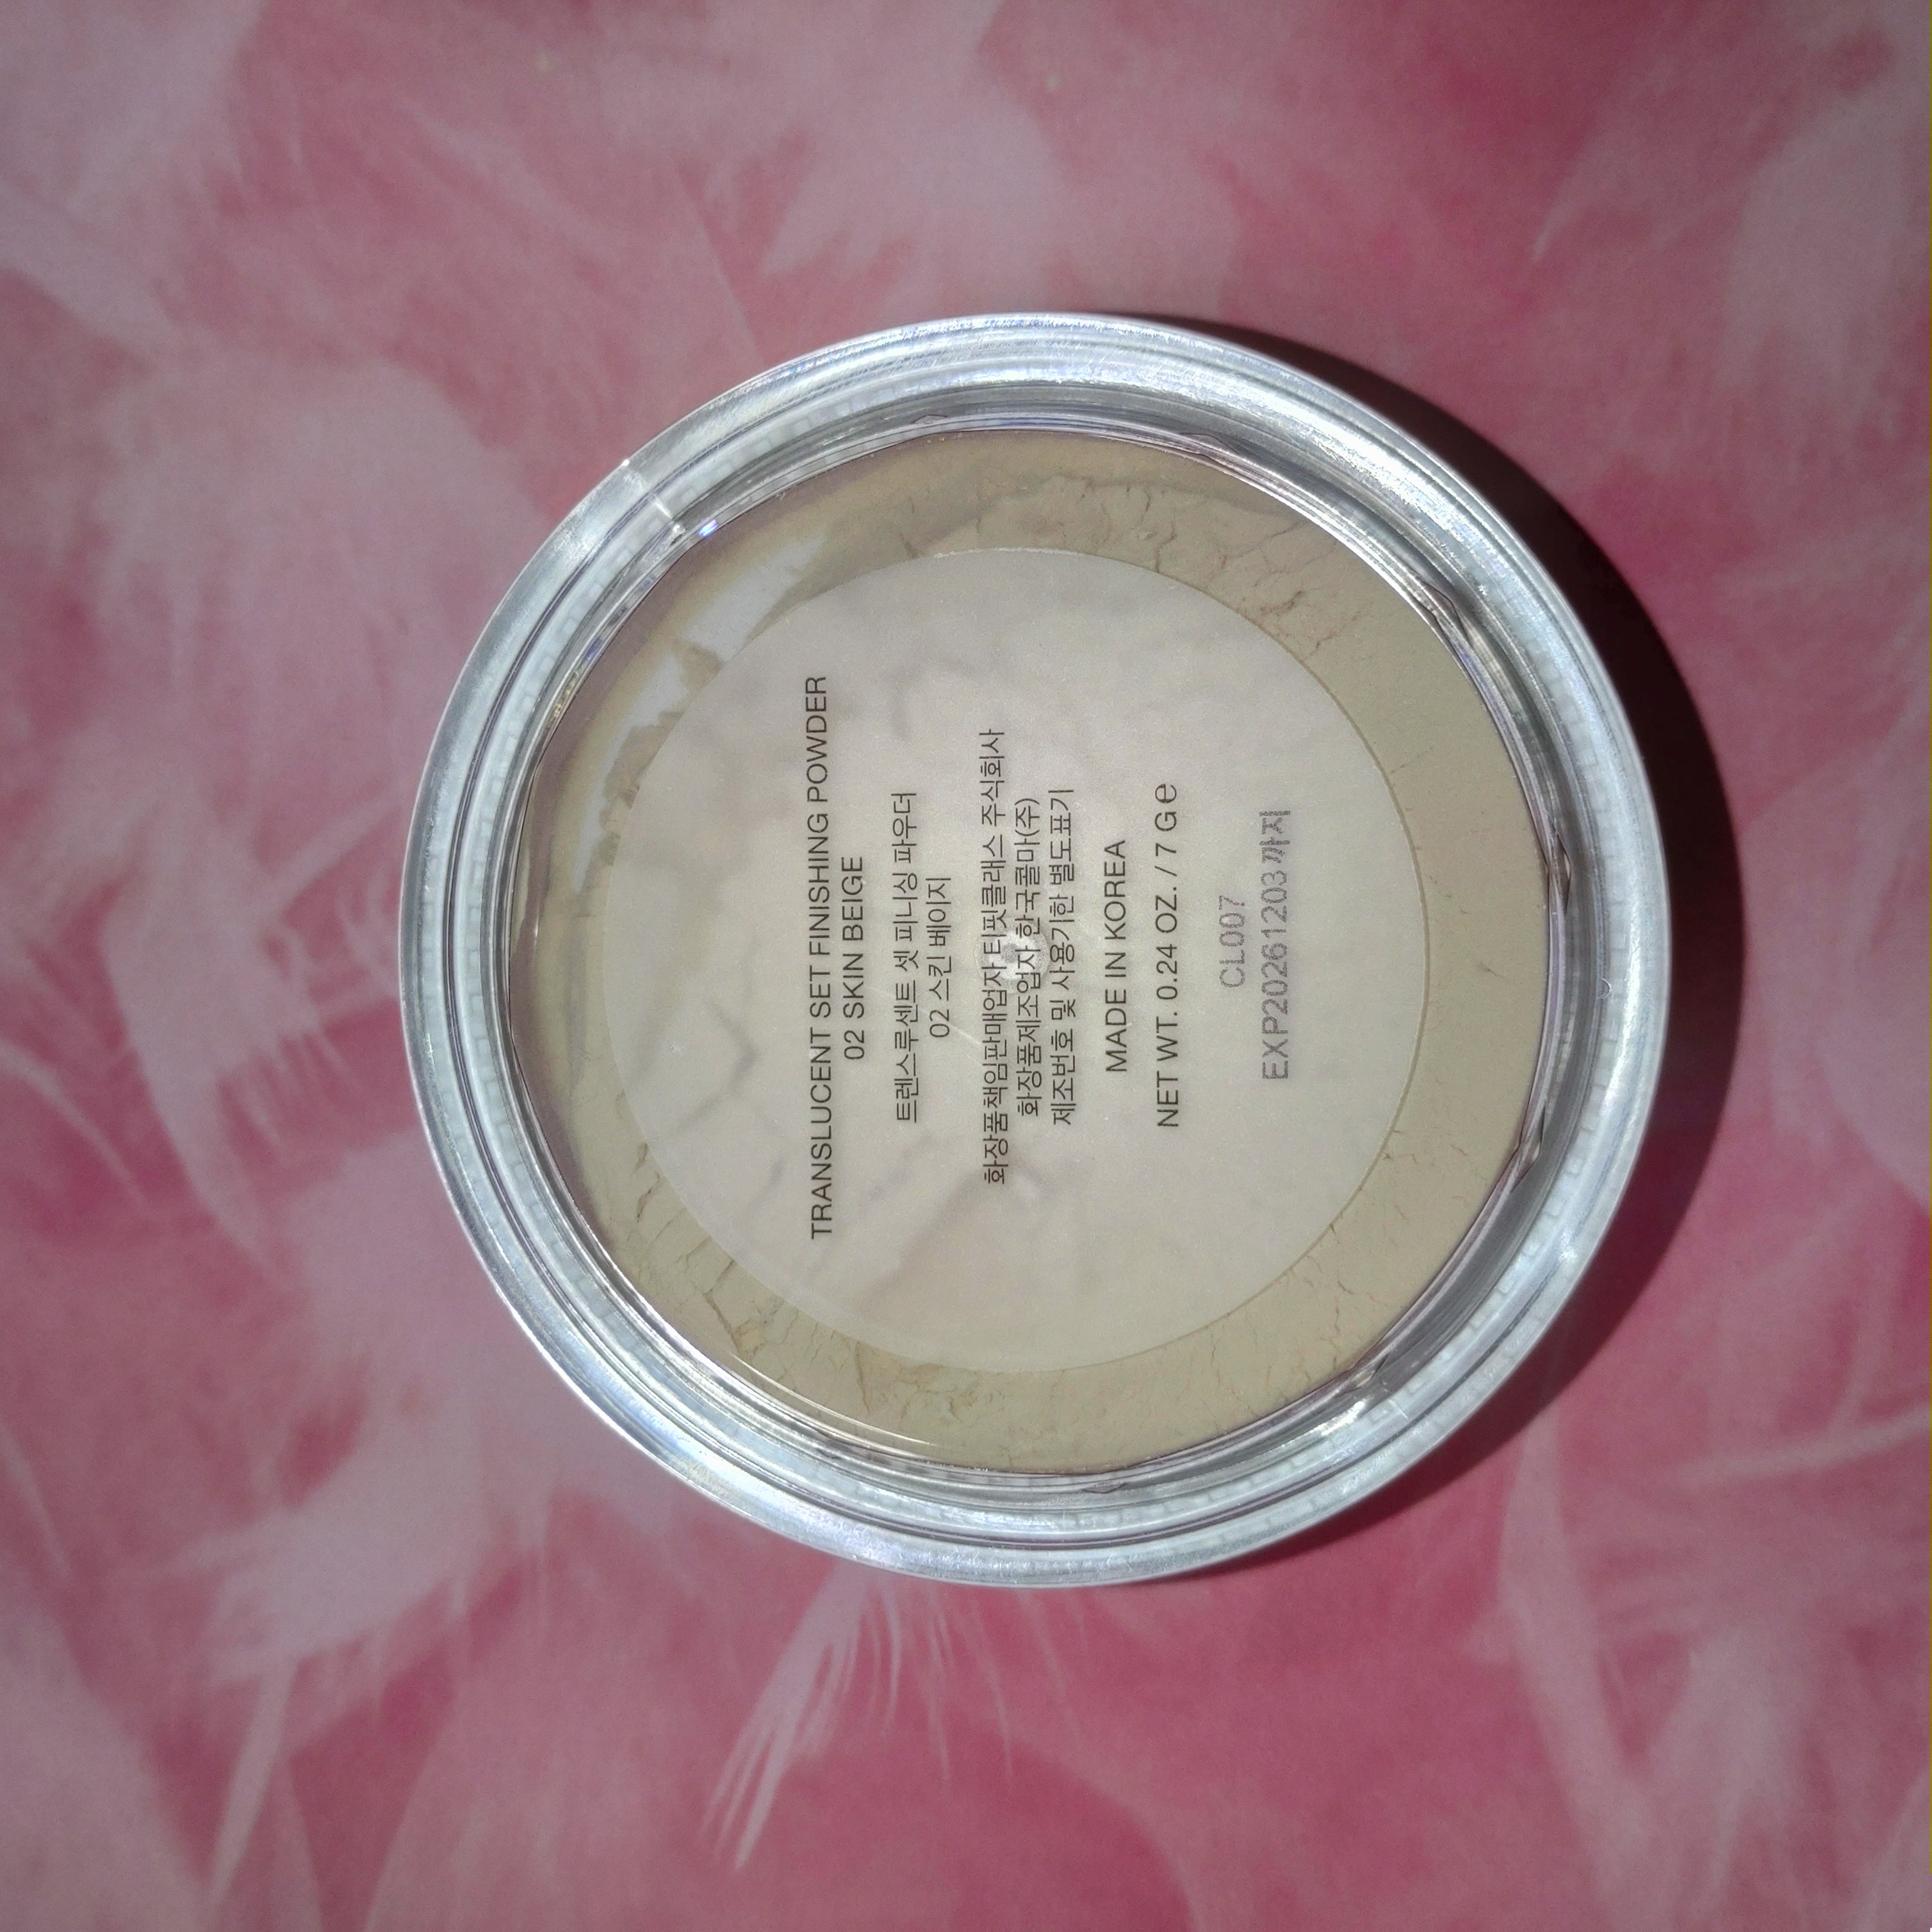 TRANSLUCENT SET FINISHING POWDER
02 SKIN BEIGE
트렌스루센트 셋 피니싱 파우더
02 스킨 베이지
화장품책임판매업자 티핏클래스 주식회사
화장품제조업자 한국콜마(주)
제조번호 및 사용기한 별도표기
MADE IN KOREA
NET WT. 0.24 OZ. / 7 G e
CL007
EXP20261203 까지